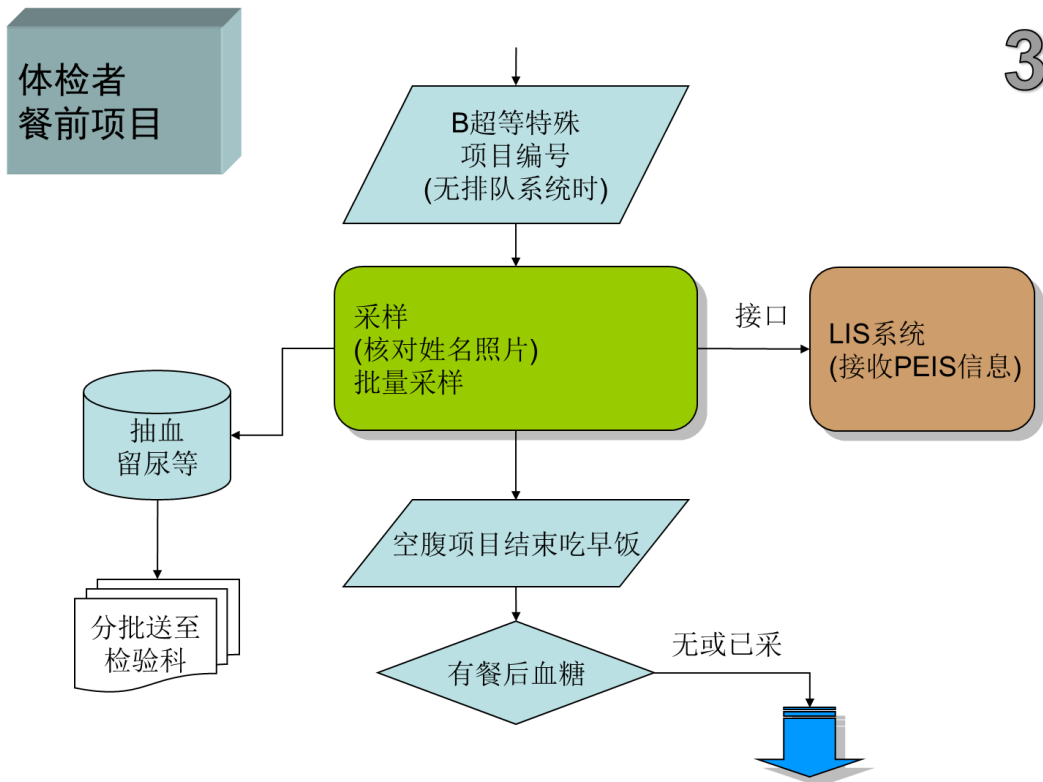 体检者
餐前项目
3
B超等特殊
项目编号
(无排队系统时)
采样
(核对姓名照片)
批量采样
接口
LIS系统
(接收PEIS信息)
抽血
留尿等
分批送至
检验科
空腹项目结束吃早饭
有餐后血糖
无或已采